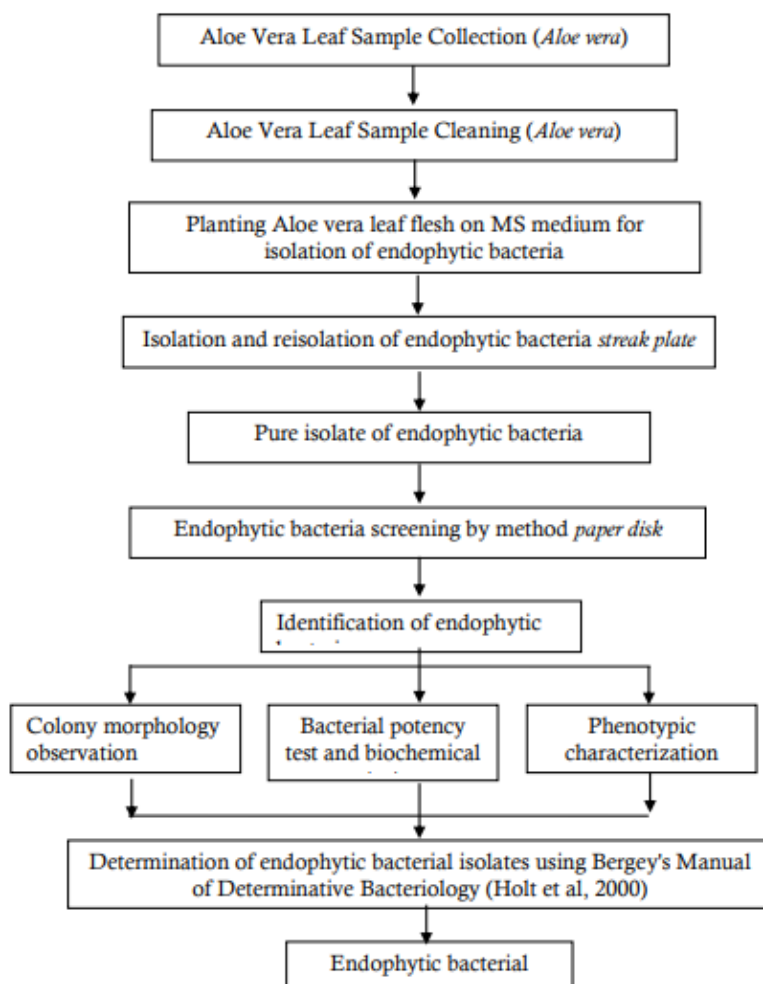 Aloe Vera Leaf Sample Collection (Aloe vera)
Aloe Vera Leaf Sample Cleaning (Aloe vera)
Planting Aloe vera leaf flesh on MS medium for
isolation of endophytic bacteria
Isolation and reisolation of endophytic bacteria streak plate
Pure isolate of endophytic bacteria
Endophytic bacteria screening by method paper disk
Identification of endophytic
Colony morphology
observation
Bacterial potency
test and biochemical
Phenotypic
characterization
Determination of endophytic bacterial isolates using Bergey's Manual
of Determinative Bacteriology (Holt et al, 2000)
Endophytic bacterial